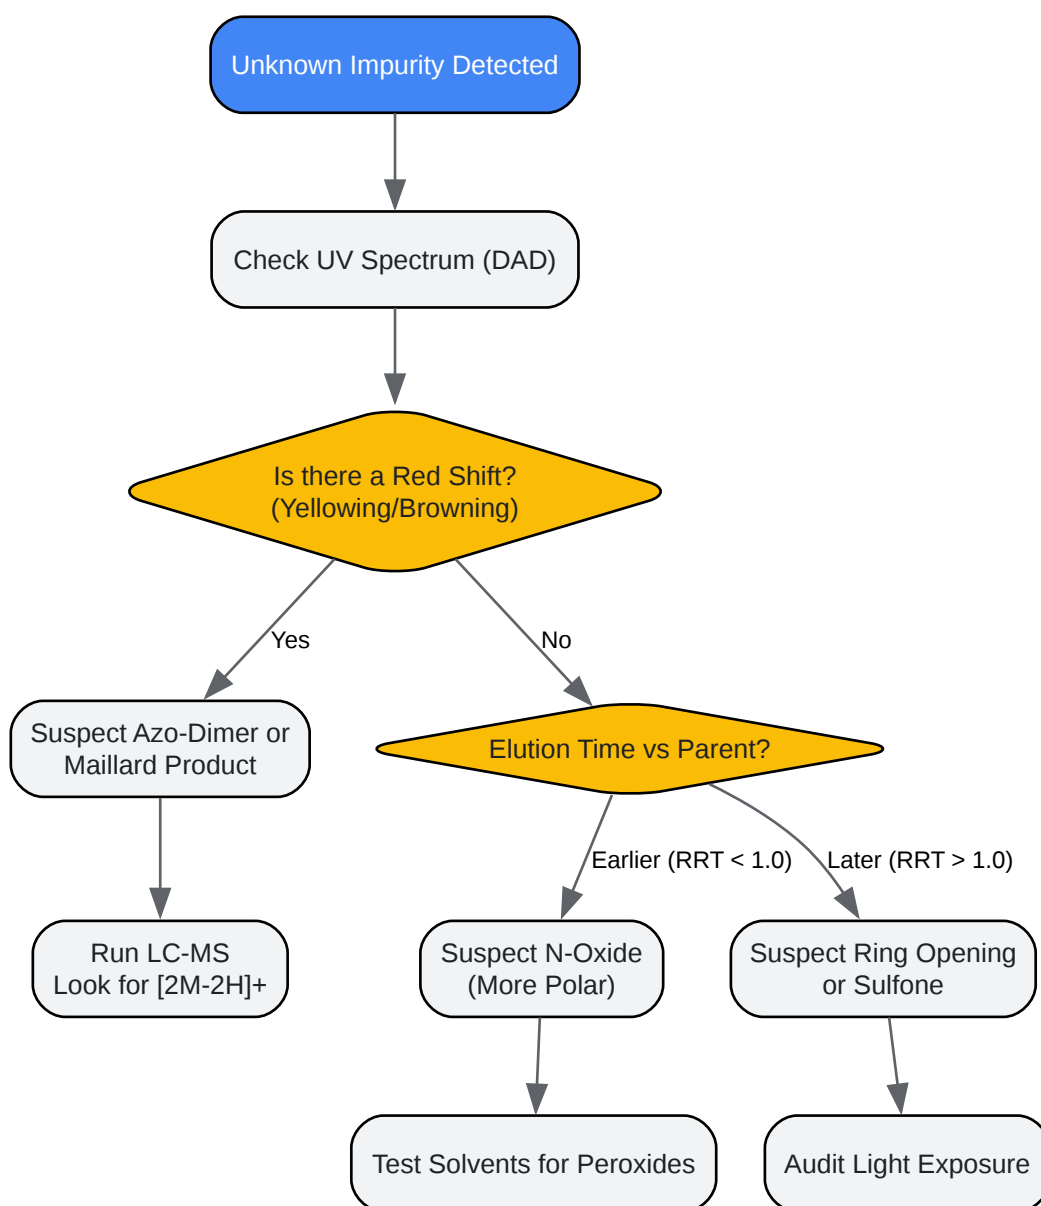 Unknown Impurity Detected
Check UV Spectrum (DAD)
Is there a Red Shift?
(Yellowing/Browning)
Yes
No
Suspect Azo-Dimer or
Maillard Product
Elution Time vs Parent?
Earlier (RRT < 1.0)
Later (RRT > 1.0)
Run LC-MS
Look for [2M-2H]+
Suspect N-Oxide
(More Polar)
Suspect Ring Opening
or Sulfone
Test Solvents for Peroxides
Audit Light Exposure